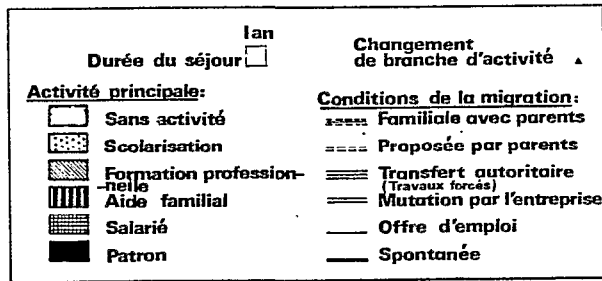 1an
Durée du séjour
Changement
de branche d'activité
Activité principale:
Sans activité
Scolarisation
Formation profession-
nelle
Aide familial
Salarié
Patron
Conditions de la migration:
Familiale avec parents
Proposée par parents
Transfert autoritaire
(Travaux forcés)
Mutation par l'entreprise
Offre d'emploi
Spontanée